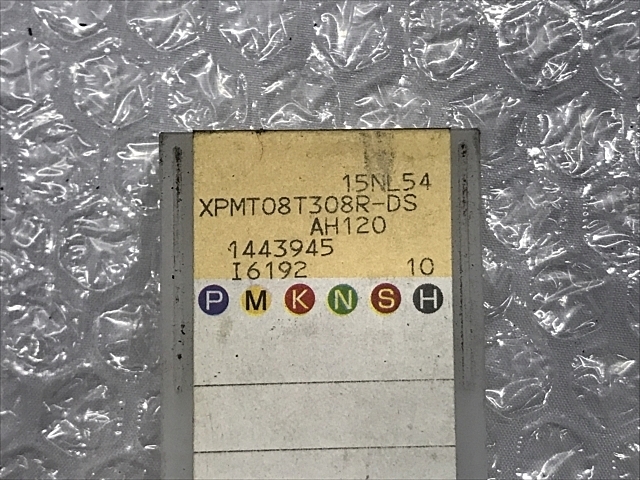 15NL54
XPMT08T308R-DS
AH120
1443945
I6192 10
P M K N S H